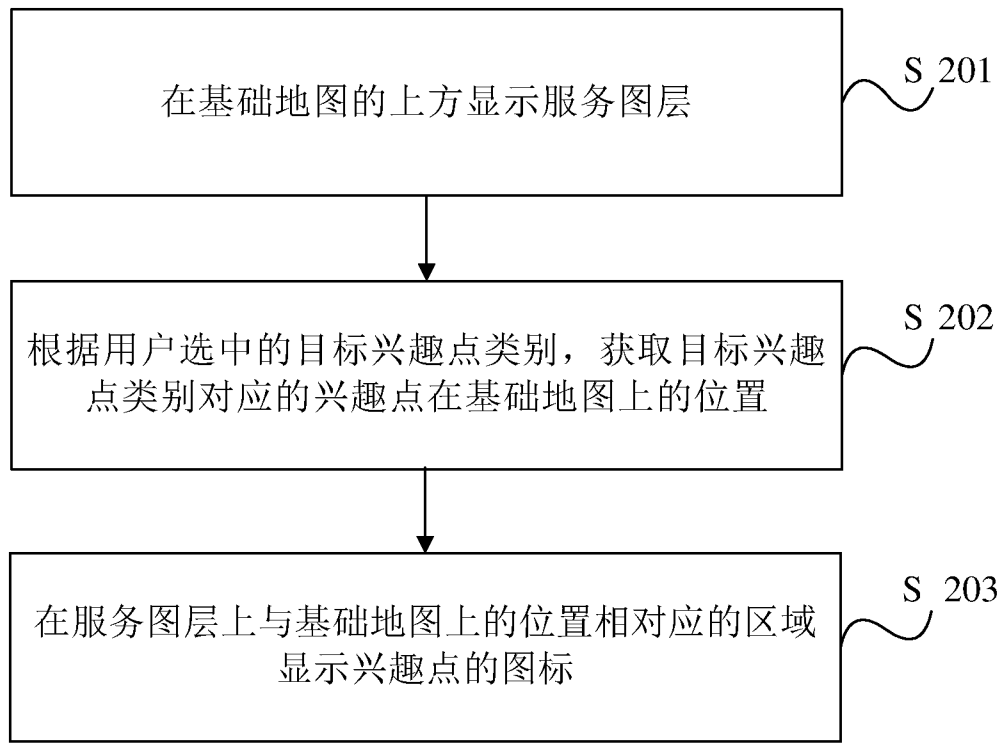 在基础地图的上方显示服务图层
S 201
根据用户选中的目标兴趣点类别，获取目标兴趣
点类别对应的兴趣点在基础地图上的位置
S 202
在服务图层上与基础地图上的位置相对应的区域
显示兴趣点的图标
S 203